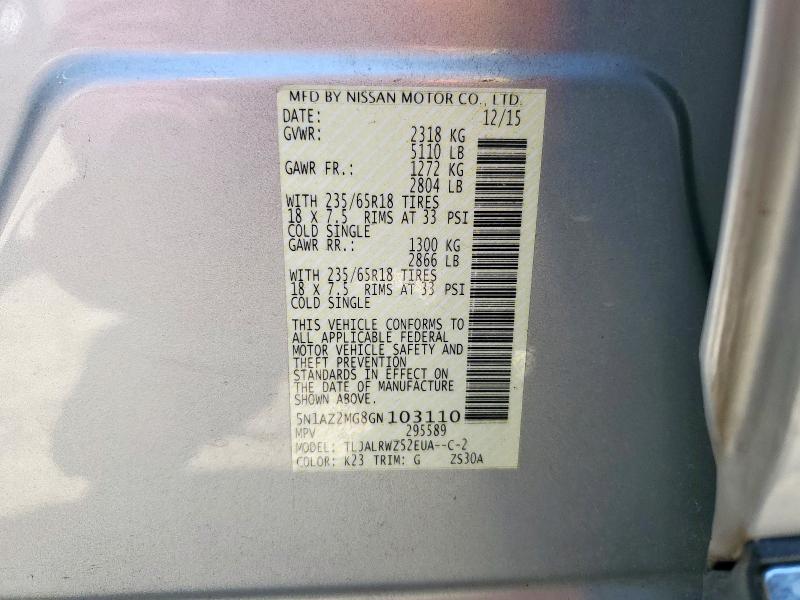 MFD BY NISSAN MOTOR CO., LTD.
DATE: 12/15
GVWR: 2318 KG
5110 LB
GAWR FR.: 1272 KG
2804 LB
WITH 235/65R18 TIRES
18 X 7.5 RIMS AT 33 PSI
COLD SINGLE
GAWR RR.: 1300 KG
2866 LB
WITH 235/65R18 TIRES
18 X 7.5 RIMS AT 33 PSI
COLD SINGLE
THIS VEHICLE CONFORMS TO
ALL APPLICABLE FEDERAL
MOTOR VEHICLE SAFETY AND
THEFT PREVENTION
STANDARDS IN EFFECT ON
THE DATE OF MANUFACTURE
SHOWN ABOVE.
5N1AZ2MG8GN103110
MPV 295589
MODEL: TLJALRWZ52EUA--C-2
COLOR: K23 TRIM: G ZS30A